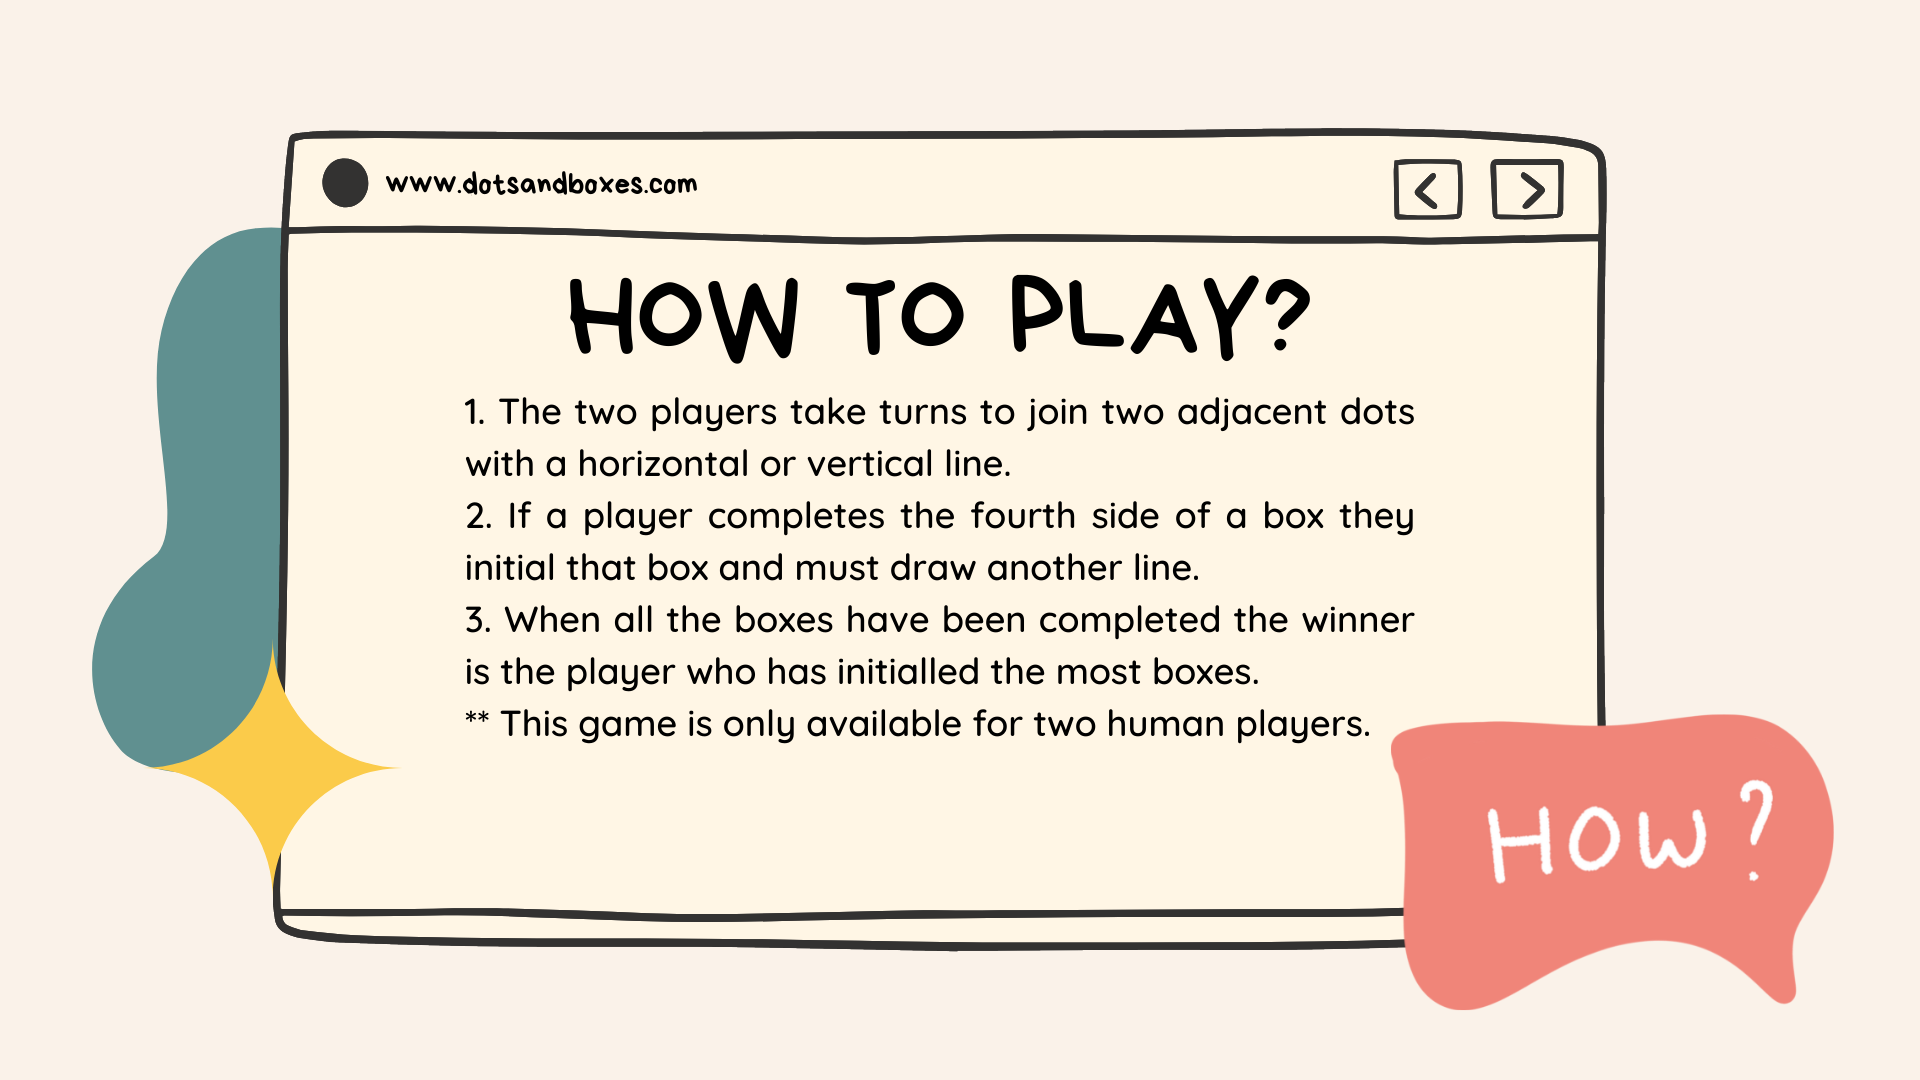 www.dotsandboxes.com
HOW TO PLAY?
1. The two players take turns to join two adjacent dots
with a horizontal or vertical line.
2. If a player completes the fourth side of a box they
initial that box and must draw another line.
3. When all the boxes have been completed the winner
is the player who has initialled the most boxes.
** This game is only available for two human players.
HOW?